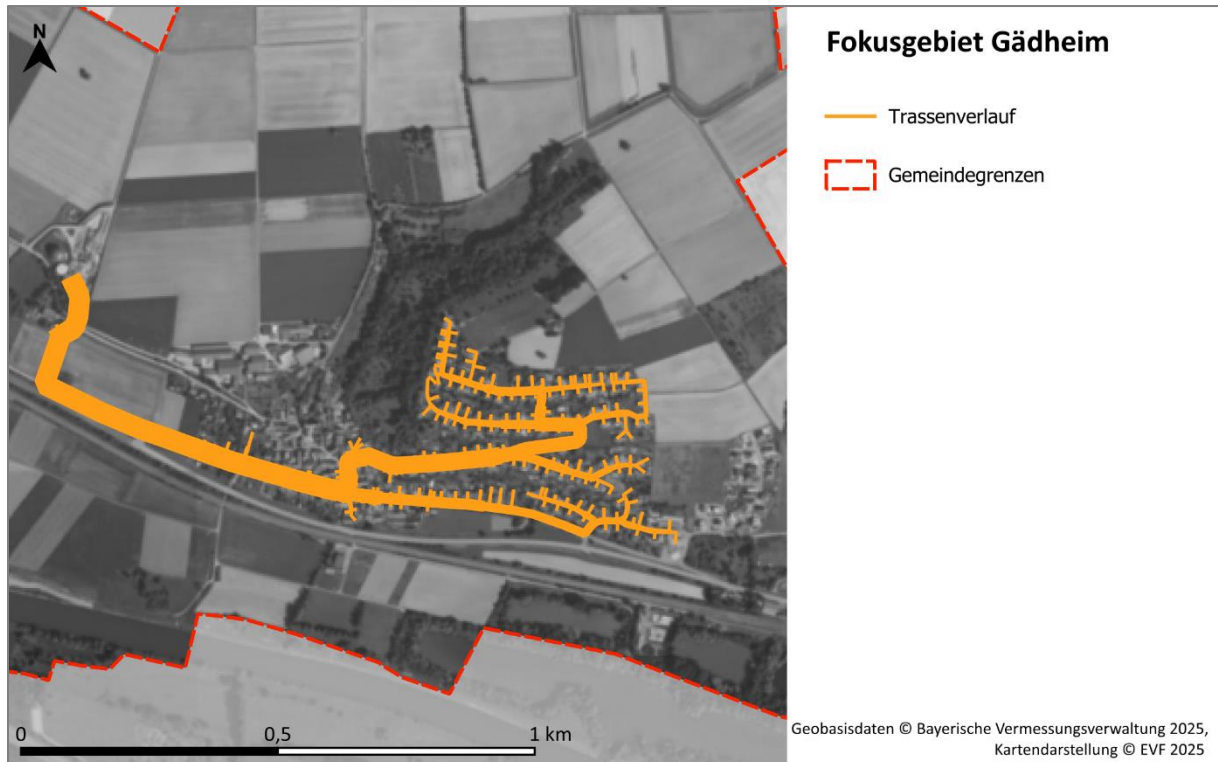 N
Fokusgebiet Gädheim
Trassenverlauf
Gemeindegrenzen
0 0,5 1 km
Geobasisdaten © Bayerische Vermessungsverwaltung 2025,
Kartendarstellung © EVF 2025